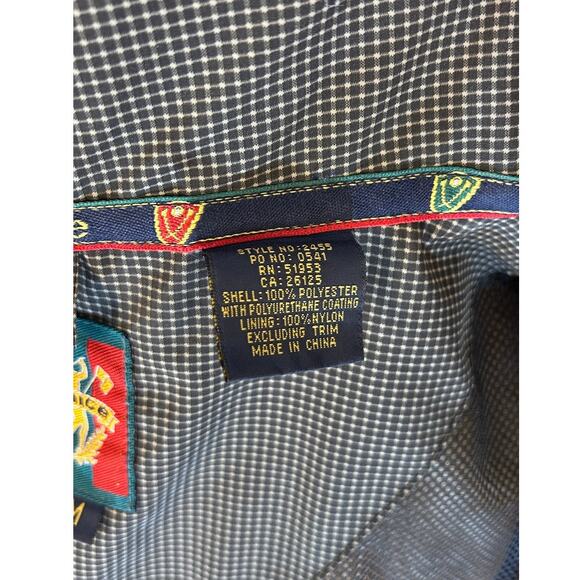 e
STYLE NO: 2455
PO NO: 0541
RN: 51953
CA: 26125
SHELL: 100% POLYESTER
WITH POLYURETHANE COATING
LINING: 100% NYLON
EXCLUDING TRIM
MADE IN CHINA
M